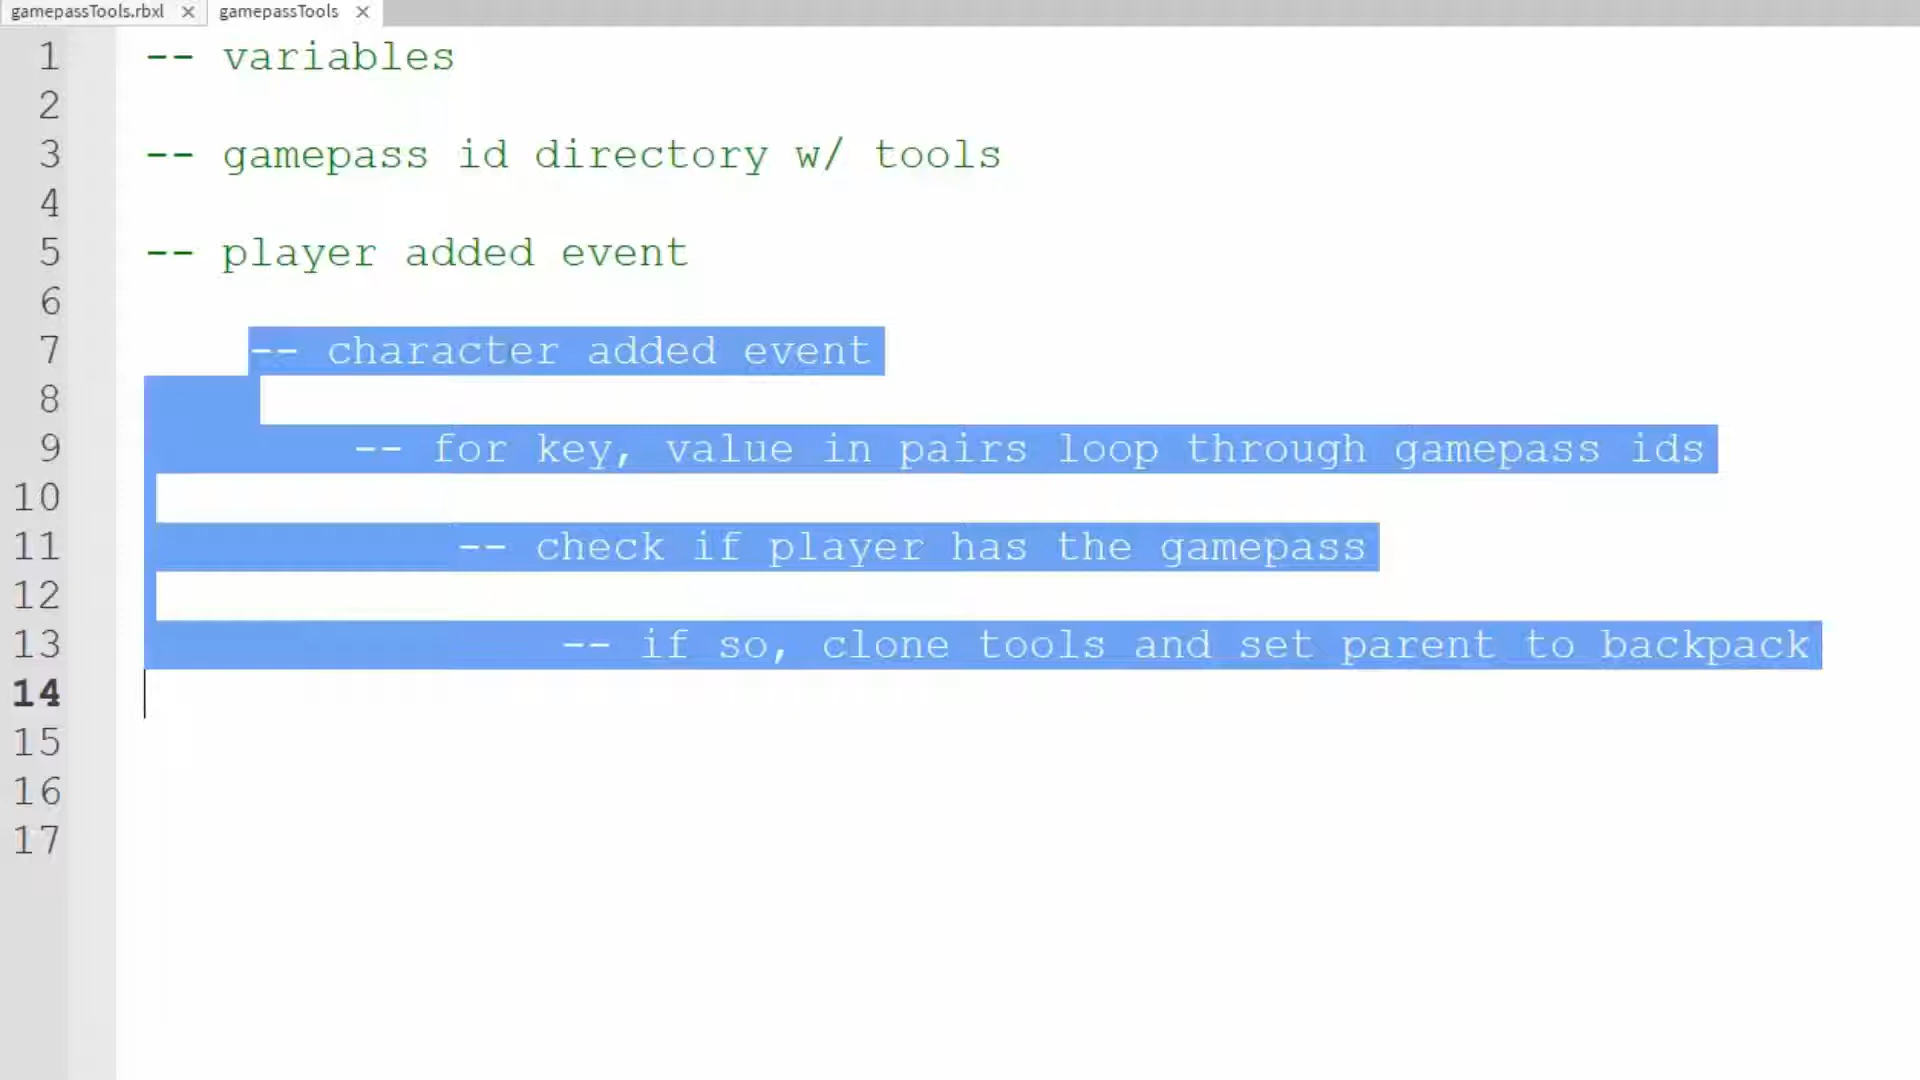 gamepassTools.rbxl × gamepassTools ×
1 -- variables
2
3 -- gamepass id directory w/ tools
4
5 -- player added event
6
7 -- character added event
8
9 -- for key, value in pairs loop through gamepass ids
10
11 -- check if player has the gamepass
12
13 -- if so, clone tools and set parent to backpack
14
15
16
17